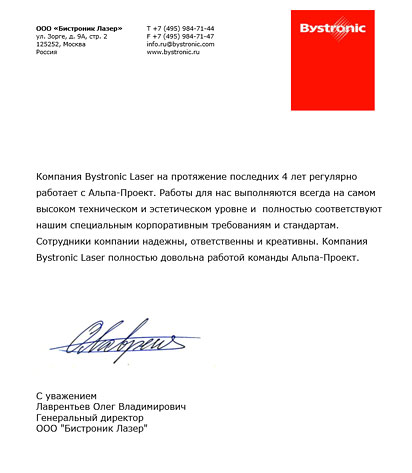 ООО «Бистроник Лазер»
ул. Зорге, д. 9А, стр. 2
125252, Москва
Россия
T +7 (495) 984-71-44
F +7 (495) 984-71-47
info.ru@bystronic.com
www.bystronic.ru
Bystronic
Компания Bystronic Laser на протяжение последних 4 лет регулярно
работает с Альпа-Проект. Работы для нас выполняются всегда на самом
высоком техническом и эстетическом уровне и полностью соответствуют
нашим специальным корпоративным требованиям и стандартам.
Сотрудники компании надежны, ответственны и креативны. Компания
Bystronic Laser полностью довольна работой команды Альпа-Проект.
С уважением
Лаврентьев Олег Владимирович
Генеральный директор
ООО "Бистроник Лазер"